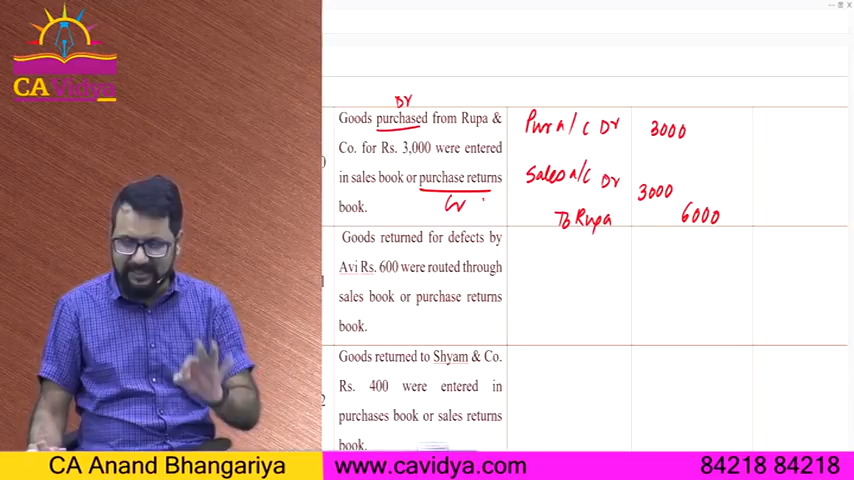 CA Vidya
Dr
Goods purchased from Rupa &
Co. for Rs. 3,000 were entered
in sales book or purchase returns
book.
Cr
Pur a/c Dr 3000
Sales a/c Dr 3000
To Rupa 6000
0
Goods returned for defects by
Avi Rs. 600 were routed through
sales book or purchase returns
book.
1
Goods returned to Shyam & Co.
Rs. 400 were entered in
purchases book or sales returns
book.
2
CA Anand Bhangariya
www.cavidya.com
84218 84218